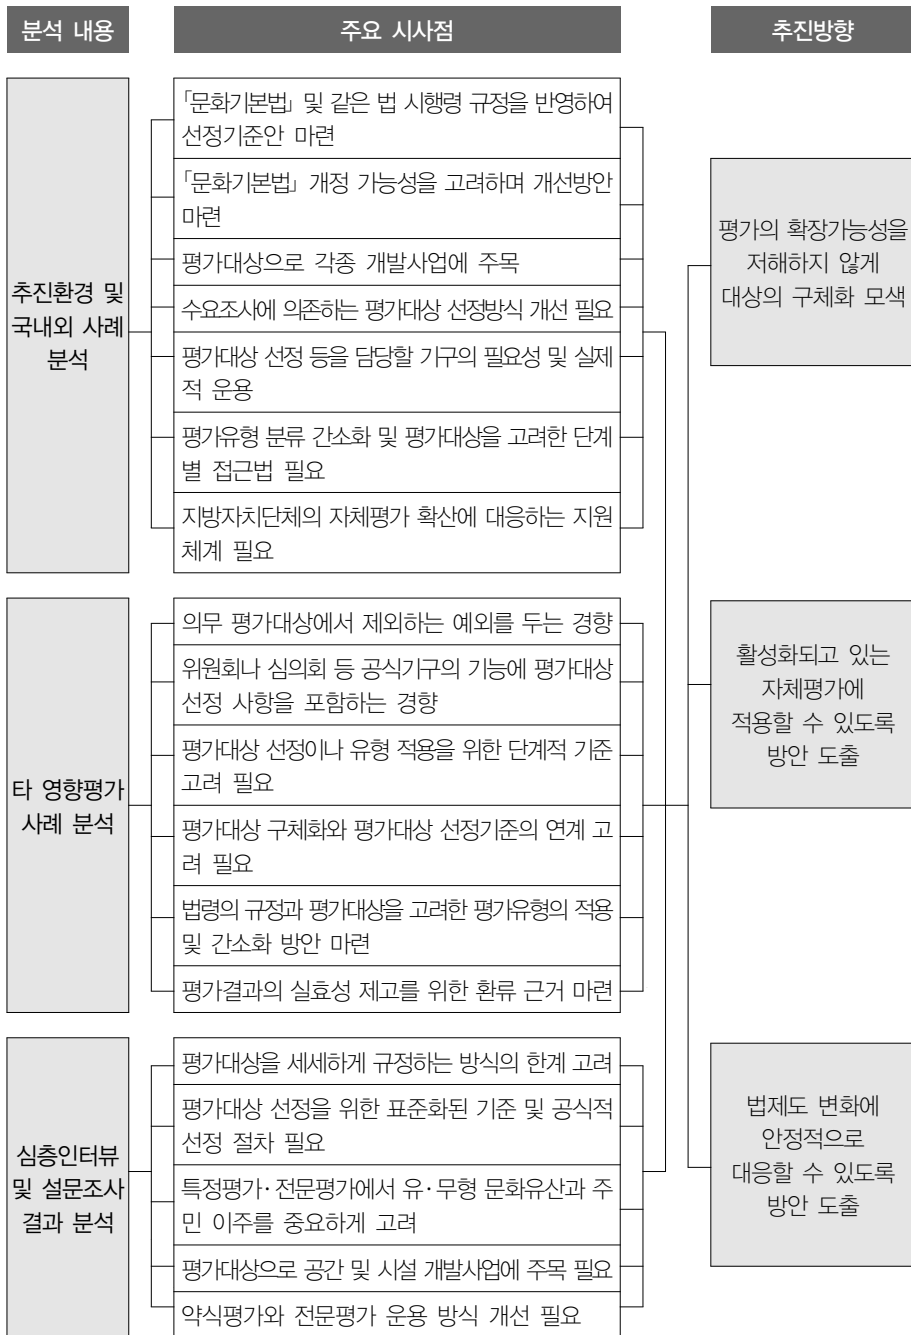 분석 내용
주요 시사점
추진방향
추진환경 및
국내외 사례
분석
「문화기본법」 및 같은 법 시행령 규정을 반영하여
선정기준안 마련
「문화기본법」 개정 가능성을 고려하며 개선방안
마련
평가대상으로 각종 개발사업에 주목
수요조사에 의존하는 평가대상 선정방식 개선 필요
평가대상 선정 등을 담당할 기구의 필요성 및 실제
적 운용
평가유형 분류 간소화 및 평가대상을 고려한 단계
별 접근법 필요
지방자치단체의 자체평가 확산에 대응하는 지원
체계 필요
타 영향평가
사례 분석
의무 평가대상에서 제외하는 예외를 두는 경향
위원회나 심의회 등 공식기구의 기능에 평가대상
선정 사항을 포함하는 경향
평가대상 선정이나 유형 적용을 위한 단계적 기준
고려 필요
평가대상 구체화와 평가대상 선정기준의 연계 고
려 필요
법령의 규정과 평가대상을 고려한 평가유형의 적용
및 간소화 방안 마련
평가결과의 실효성 제고를 위한 환류 근거 마련
심층인터뷰
및 설문조사
결과 분석
평가대상을 세세하게 규정하는 방식의 한계 고려
평가대상 선정을 위한 표준화된 기준 및 공식적
선정 절차 필요
특정평가·전문평가에서 유·무형 문화유산과 주
민 이주를 중요하게 고려
평가대상으로 공간 및 시설 개발사업에 주목 필요
약식평가와 전문평가 운용 방식 개선 필요
평가의 확장가능성을
저해하지 않게
대상의 구체화 모색
활성화되고 있는
자체평가에
적용할 수 있도록
방안 도출
법제도 변화에
안정적으로
대응할 수 있도록
방안 도출